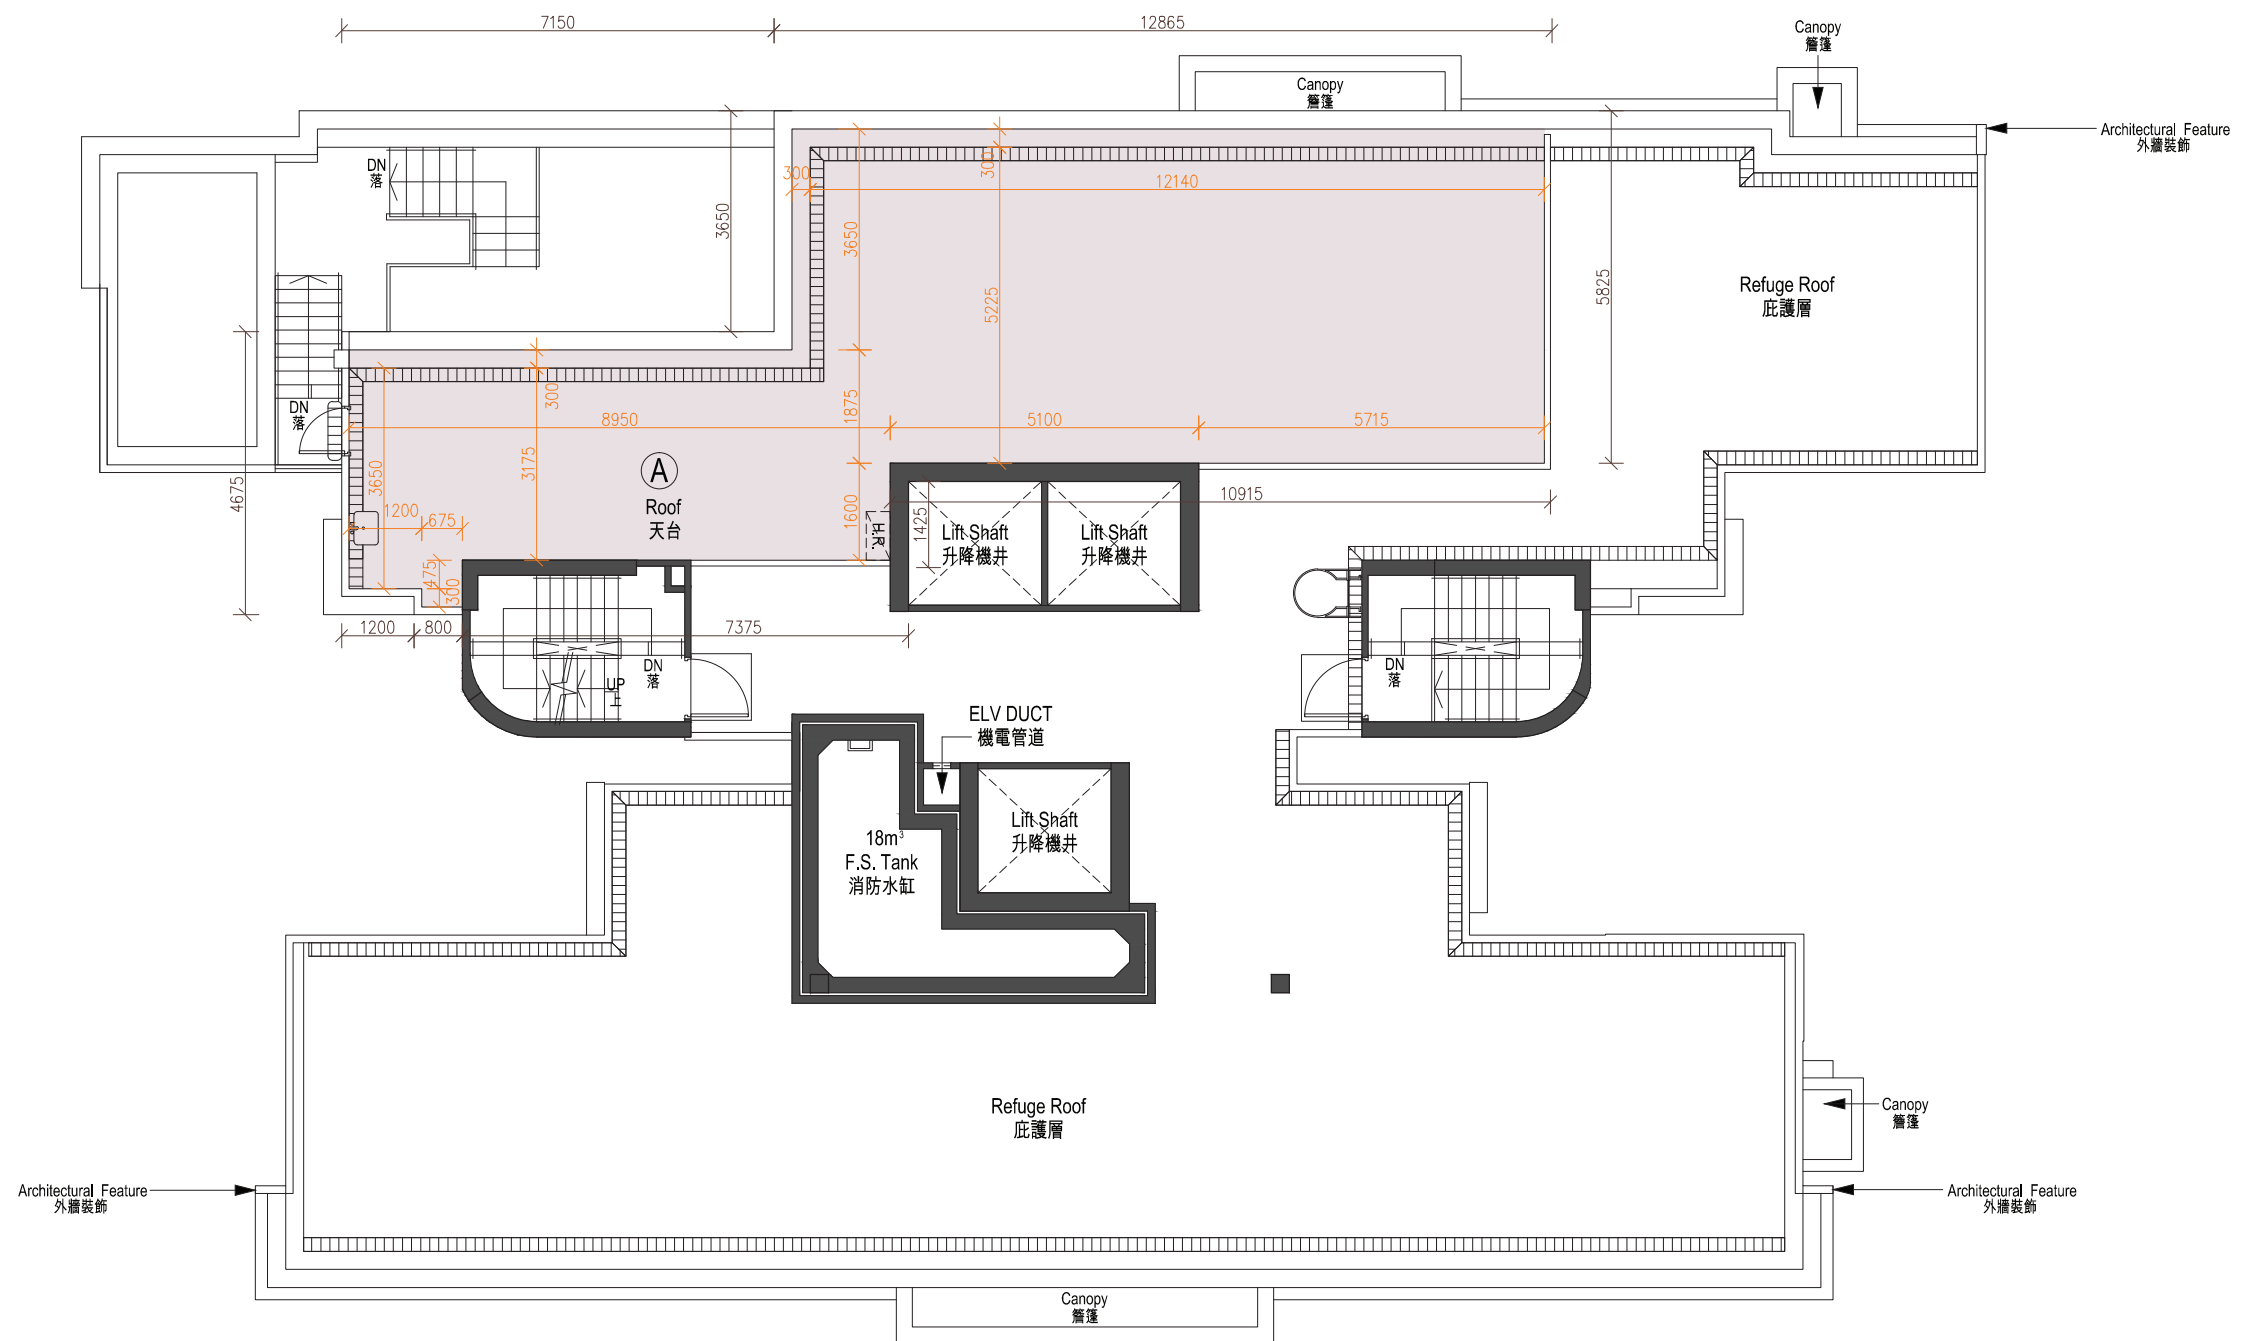 7150
12865
Canopy
簷篷
Canopy
簷篷
Architectural Feature
外牆裝飾
DN
落
300
300
12140
3650
3650
5225
5825
Refuge Roof
庇護層
DN
落
300
8950
1875
5100
5715
3175
3650
4675
A
Roof
天台
1200
675
1600
H.R.
1425
10915
Lift Shaft
升降機井
Lift Shaft
升降機井
475
300
1200
800
7375
DN
落
UP
上
DN
落
ELV DUCT
機電管道
Lift Shaft
升降機井
18m³
F.S. Tank
消防水缸
Refuge Roof
庇護層
Canopy
簷篷
Architectural Feature
外牆裝飾
Architectural Feature
外牆裝飾
Canopy
簷篷